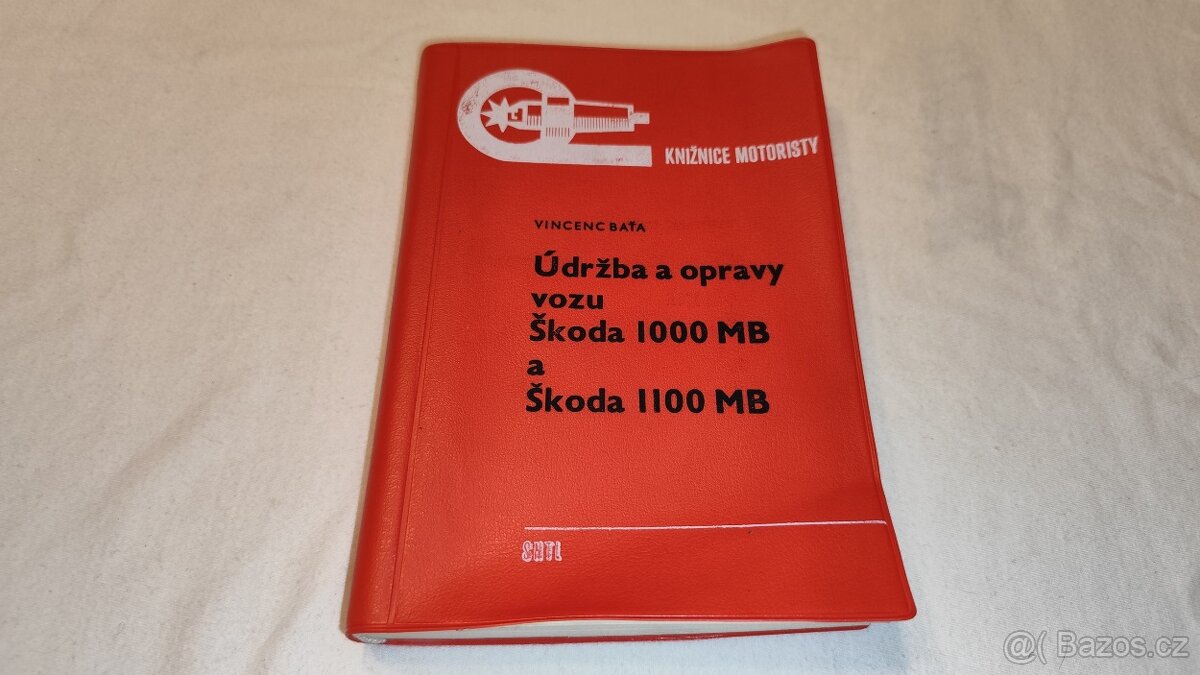 KNIŽNICE MOTORISTY
VINCENC BAŤA
Údržba a opravy
vozu
Škoda 1000 MB
a
Škoda 1100 MB
SNTL
@( Bazos.cz